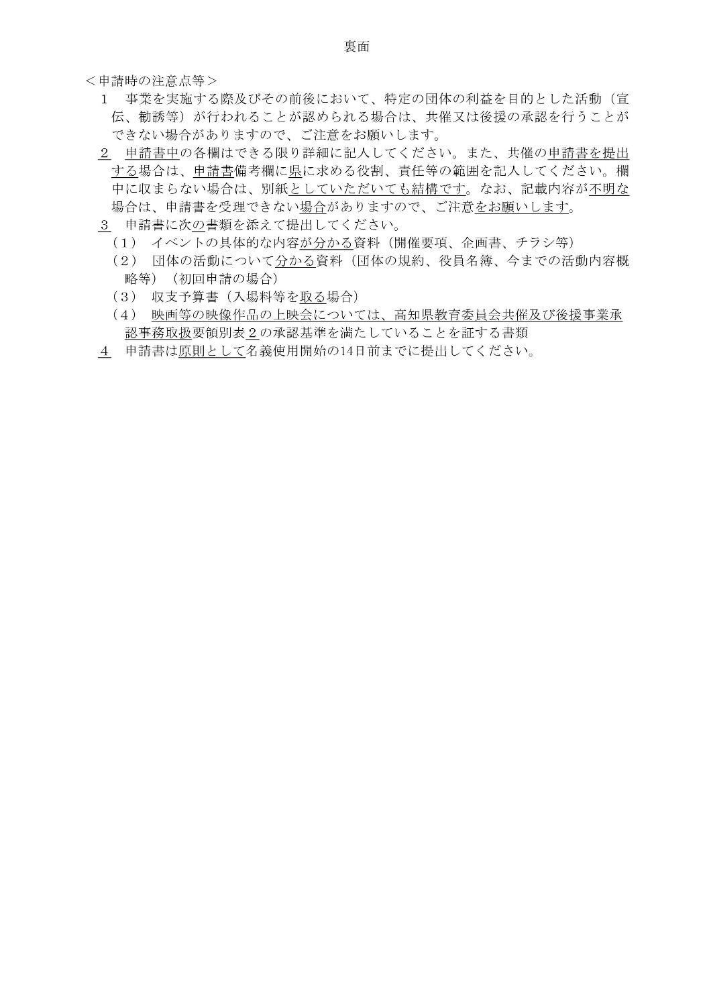 裏面
＜申請時の注意点等＞
１　事業を実施する際及びその前後において、特定の団体の利益を目的とした活動（宣
伝、勧誘等）が行われることが認められる場合は、共催又は後援の承認を行うことが
できない場合がありますので、ご注意をお願いします。
２　申請書中の各欄はできる限り詳細に記入してください。また、共催の申請書を提出
する場合は、申請書備考欄に県に求める役割、責任等の範囲を記入してください。欄
中に収まらない場合は、別紙としていただいても結構です。なお、記載内容が不明な
場合は、申請書を受理できない場合がありますので、ご注意をお願いします。
３　申請書に次の書類を添えて提出してください。
（１）　イベントの具体的な内容が分かる資料（開催要項、企画書、チラシ等）
（２）　団体の活動について分かる資料（団体の規約、役員名簿、今までの活動内容概
略等）（初回申請の場合）
（３）　収支予算書（入場料等を取る場合）
（４）　映画等の映像作品の上映会については、高知県教育委員会共催及び後援事業承
認事務取扱要領別表２の承認基準を満たしていることを証する書類
４　申請書は原則として名義使用開始の14日前までに提出してください。